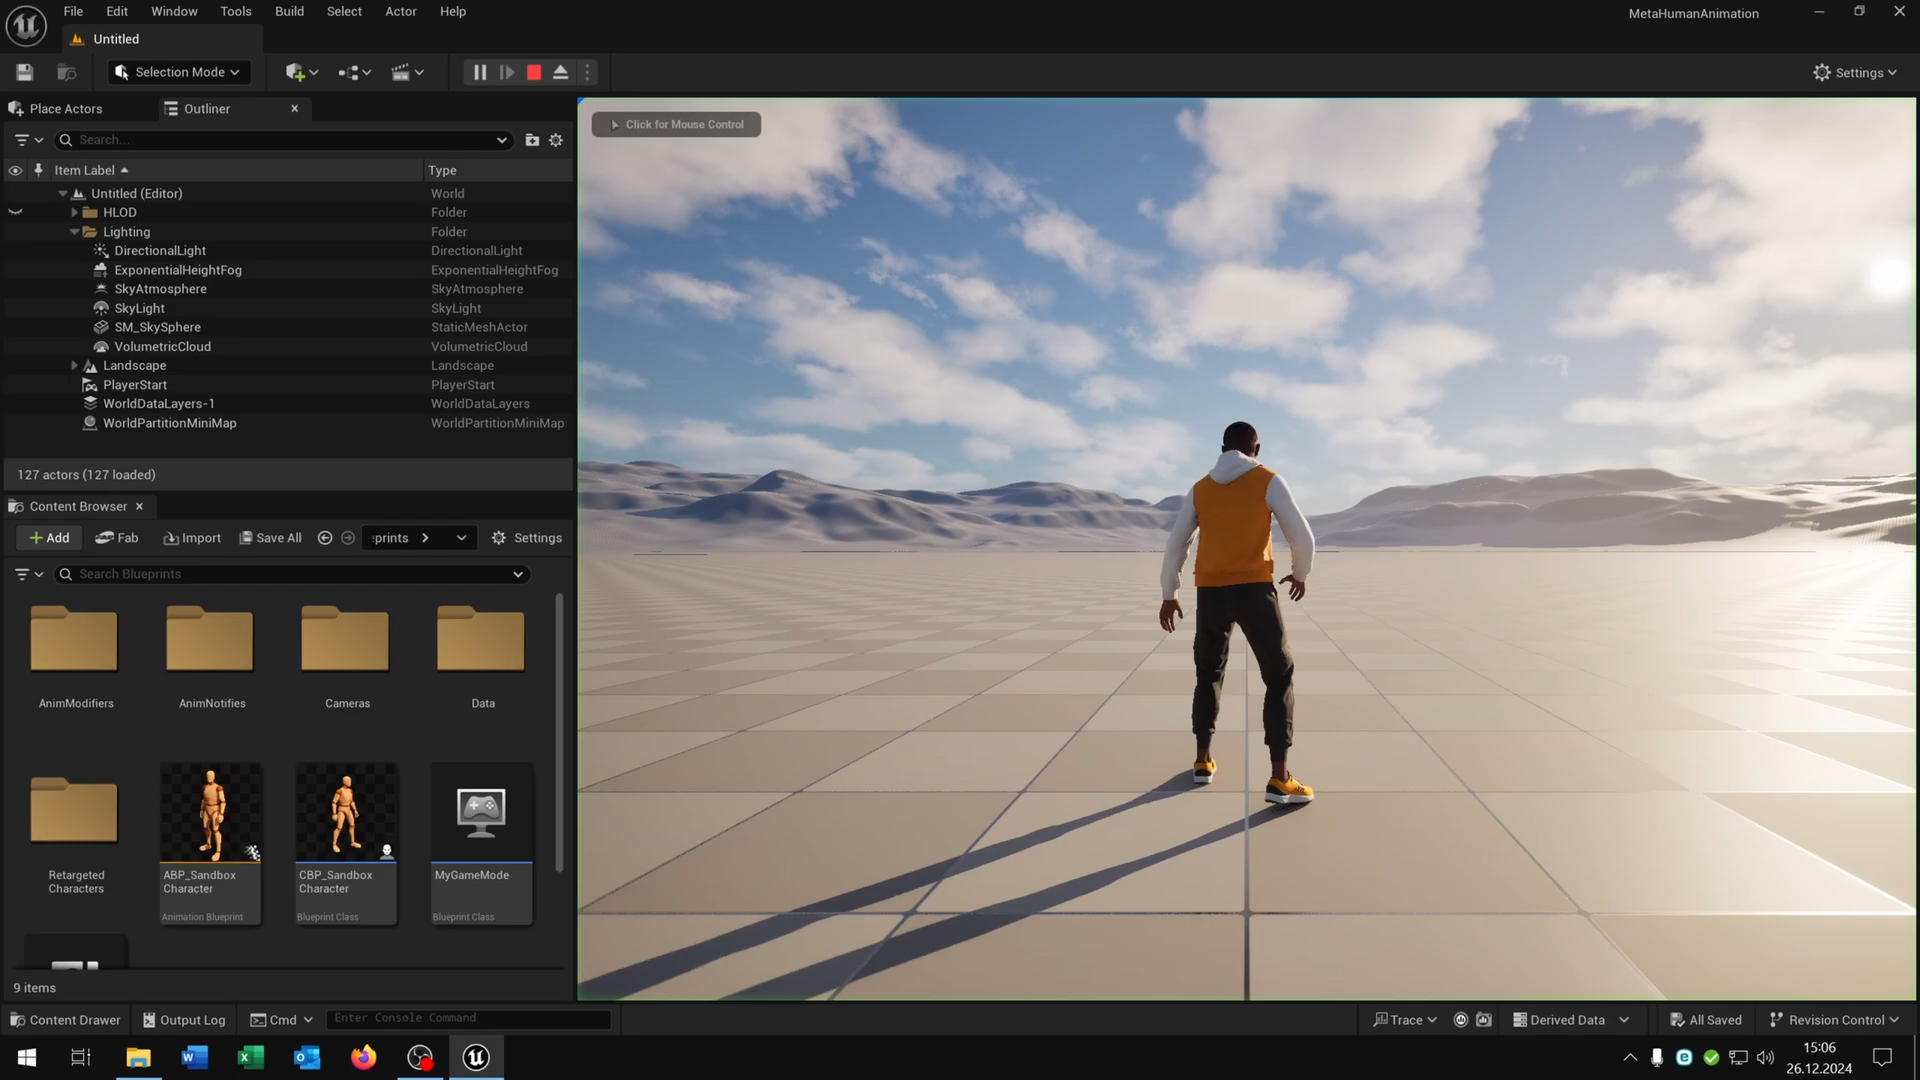 File Edit Window Tools Build Select Actor Help
MetaHumanAnimation
Untitled
Selection Mode
Settings
Place Actors
Outliner
Click for Mouse Control
Search...
Item Label Type
Untitled (Editor) World
HLOD Folder
Lighting Folder
DirectionalLight DirectionalLight
ExponentialHeightFog ExponentialHeightFog
SkyAtmosphere SkyAtmosphere
SkyLight SkyLight
SM_SkySphere StaticMeshActor
VolumetricCloud VolumetricCloud
Landscape Landscape
PlayerStart PlayerStart
WorldDataLayers-1 WorldDataLayers
WorldPartitionMiniMap WorldPartitionMiniMap
127 actors (127 loaded)
Content Browser
Add Fab Import Save All prints Settings
Search Blueprints
AnimModifiers AnimNotifies Cameras Data
Retargeted
Characters
ABP_Sandbox
Character
Animation Blueprint
CBP_Sandbox
Character
Blueprint Class
MyGameMode
Blueprint Class
9 items
Content Drawer Output Log Cmd Enter Console Command Trace Derived Data All Saved Revision Control
15:06
26.12.2024